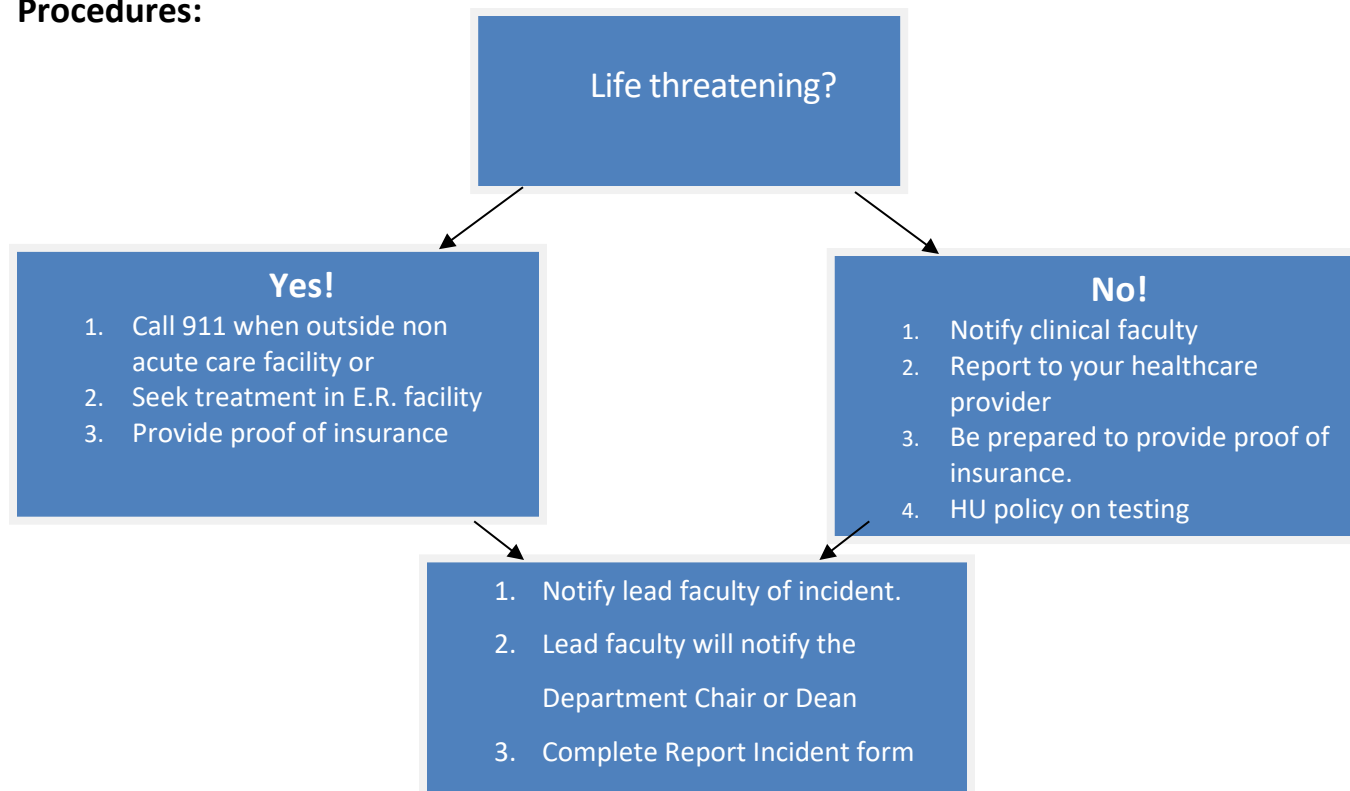 Procedures:
Life threatening?
Yes!
1. Call 911 when outside non
acute care facility or
2. Seek treatment in E.R. facility
3. Provide proof of insurance
No!
1. Notify clinical faculty
2. Report to your healthcare
provider
3. Be prepared to provide proof of
insurance.
4. HU policy on testing
1. Notify lead faculty of incident.
2. Lead faculty will notify the
Department Chair or Dean
3. Complete Report Incident form